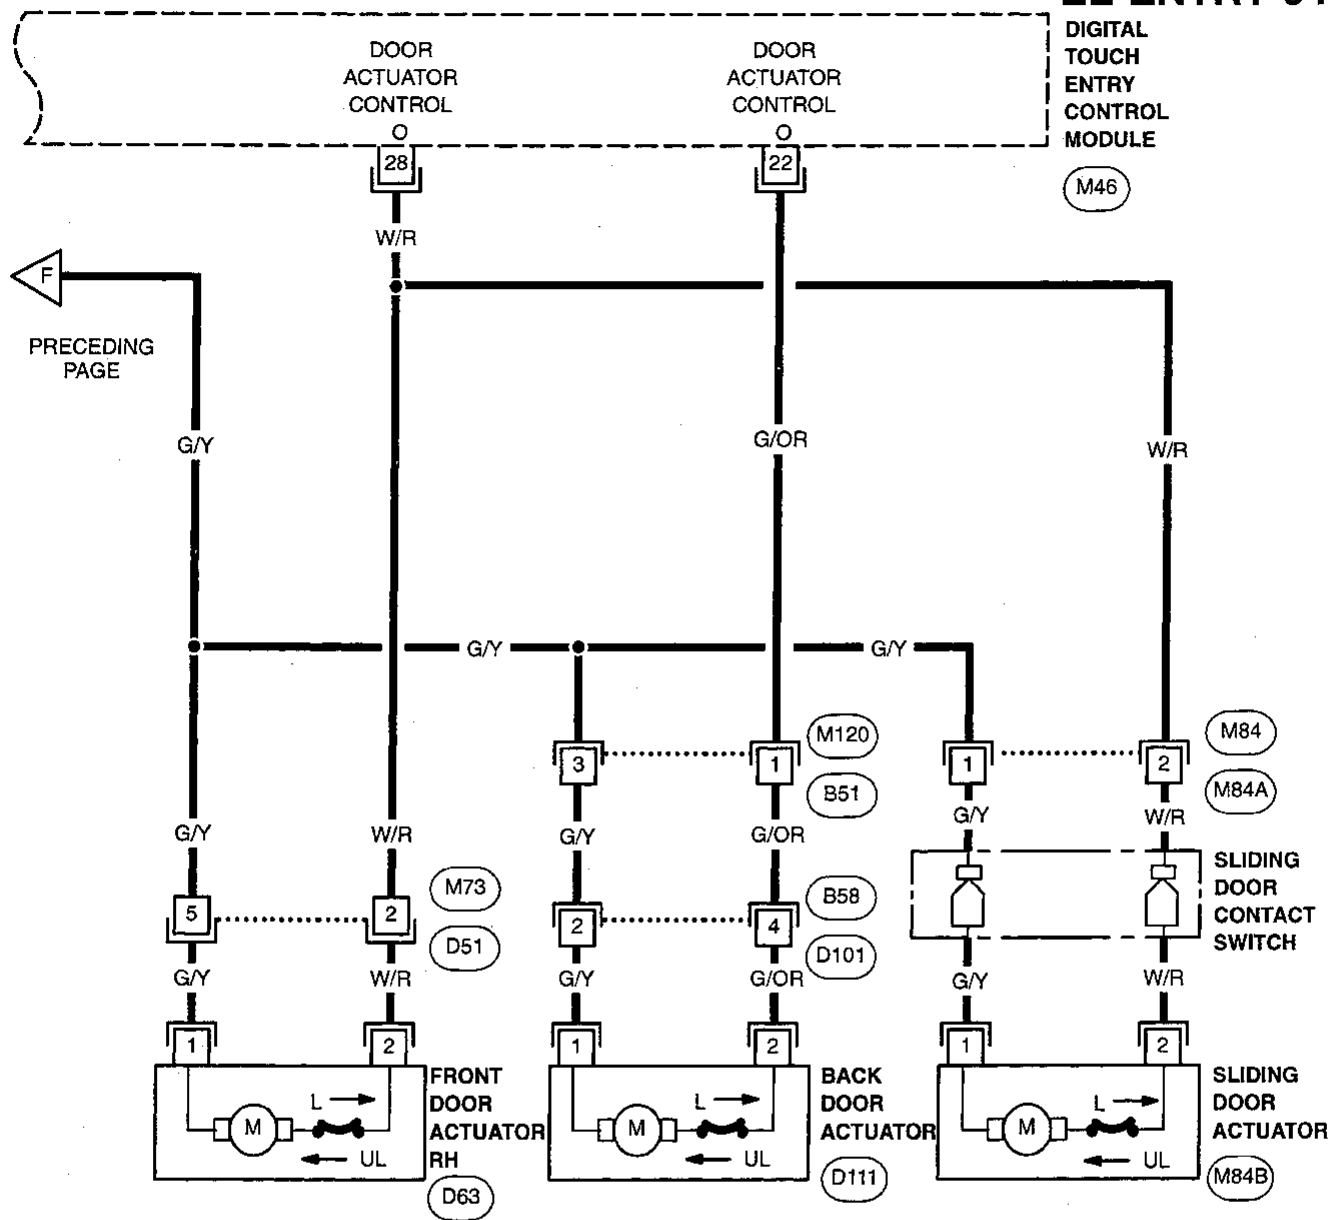 DIGITAL
TOUCH
ENTRY
CONTROL
MODULE
M46
DOOR
ACTUATOR
CONTROL
O
28
DOOR
ACTUATOR
CONTROL
O
22
W/R
F
PRECEDING
PAGE
G/Y
G/OR
W/R
G/Y
G/Y
3
1
M120
B51
1
2
M84
M84A
G/Y
W/R
G/Y
G/OR
G/Y
W/R
5
2
M73
D51
2
4
B58
D101
SLIDING
DOOR
CONTACT
SWITCH
G/Y
W/R
G/Y
G/OR
G/Y
W/R
1
2
1
2
1
2
L
M
UL
FRONT
DOOR
ACTUATOR
RH
D63
L
M
UL
BACK
DOOR
ACTUATOR
D111
L
M
UL
SLIDING
DOOR
ACTUATOR
M84B